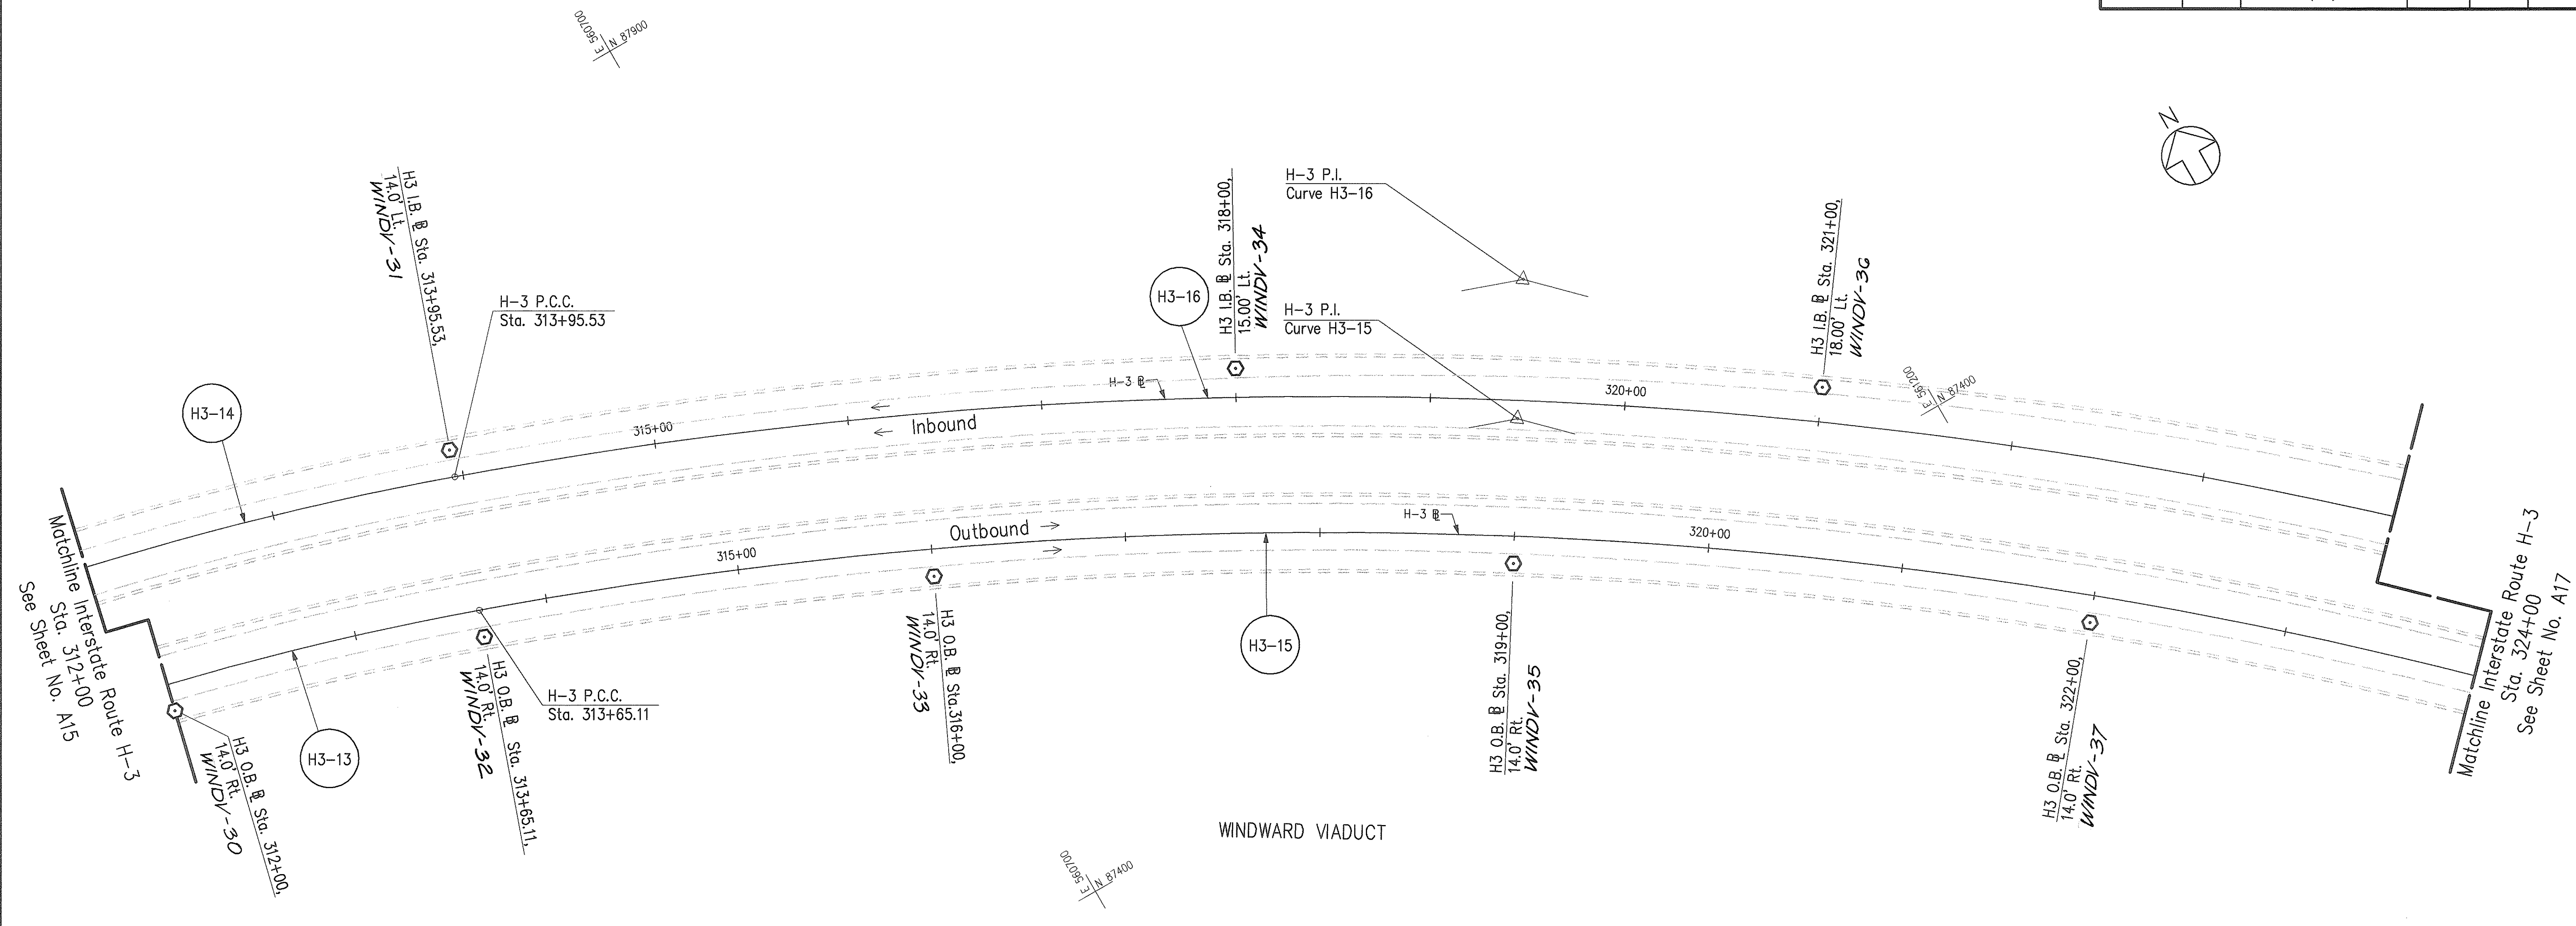 E 560700
N 87900
N
H3 I.B. ⅊ Sta. 313+95.53,
14.0' Lt.
WINDV-31
H-3 P.C.C.
Sta. 313+95.53
H3-14
H3-16
H3 I.B. ⅊ Sta. 318+00,
15.00' Lt.
WINDV-34
H-3 P.I.
Curve H3-16
H-3 P.I.
Curve H3-15
H3 I.B. ⅊ Sta. 321+00,
18.00' Lt.
WINDV-36
E 561200
N 87400
H-3 ⅊
315+00
320+00
Inbound
Outbound
H-3 ⅊
315+00
320+00
Matchline Interstate Route H-3
Sta. 312+00
See Sheet No. A15
H3 O.B. ⅊ Sta. 312+00,
14.0' Rt.
WINDV-30
H3-13
H3 O.B. ⅊ Sta. 313+65.11,
14.0' Rt.
WINDV-32
H-3 P.C.C.
Sta. 313+65.11
H3 O.B. ⅊ Sta.316+00,
14.0' Rt.
WINDV-33
H3-15
H3 O.B. ⅊ Sta. 319+00,
14.0' Rt.
WINDV-35
H3 O.B. ⅊ Sta. 322+00,
14.0' Rt.
WINDV-37
Matchline Interstate Route H-3
Sta. 324+00
See Sheet No. A17
WINDWARD VIADUCT
E 560700
N 87400